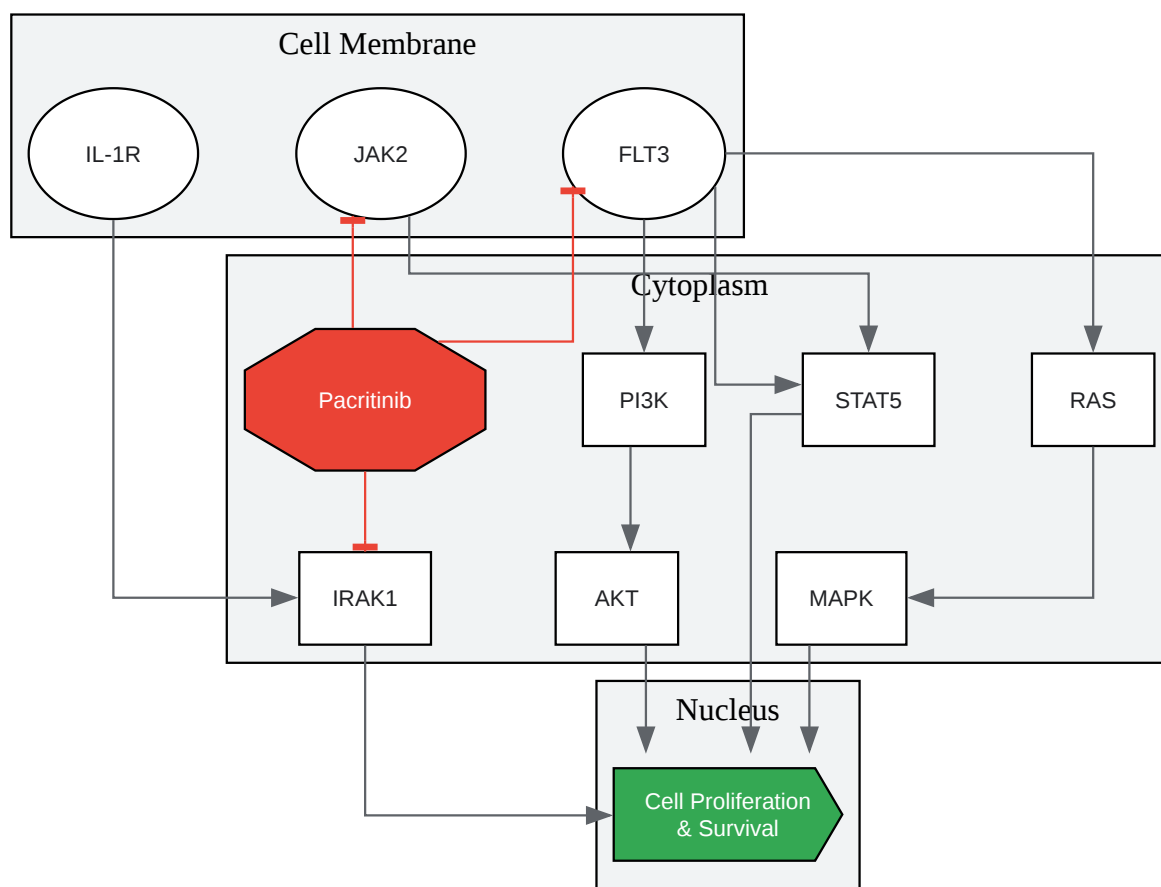 Cell Membrane
IL-1R
JAK2
FLT3
Cytoplasm
Pacritinib
PI3K
STAT5
RAS
IRAK1
AKT
MAPK
Nucleus
Cell Proliferation
& Survival